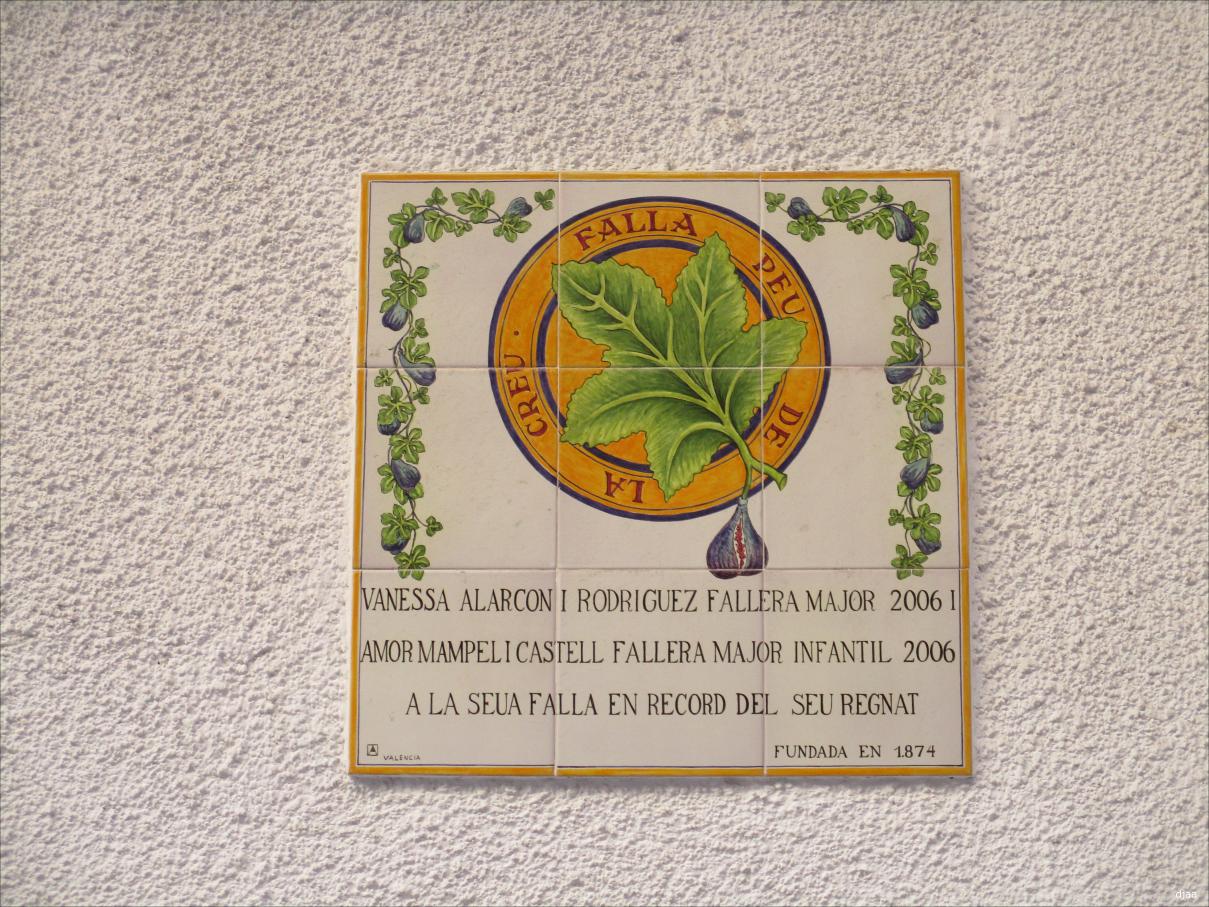 FALLA DEU DE LA CREU ·
VANESSA ALARCON I RODRIGUEZ FALLERA MAJOR 2006 I
AMOR MAMPEL I CASTELL FALLERA MAJOR INFANTIL 2006
A LA SEUA FALLA EN RECORD DEL SEU REGNAT
FUNDADA EN 1874
VALENCIA
djaa